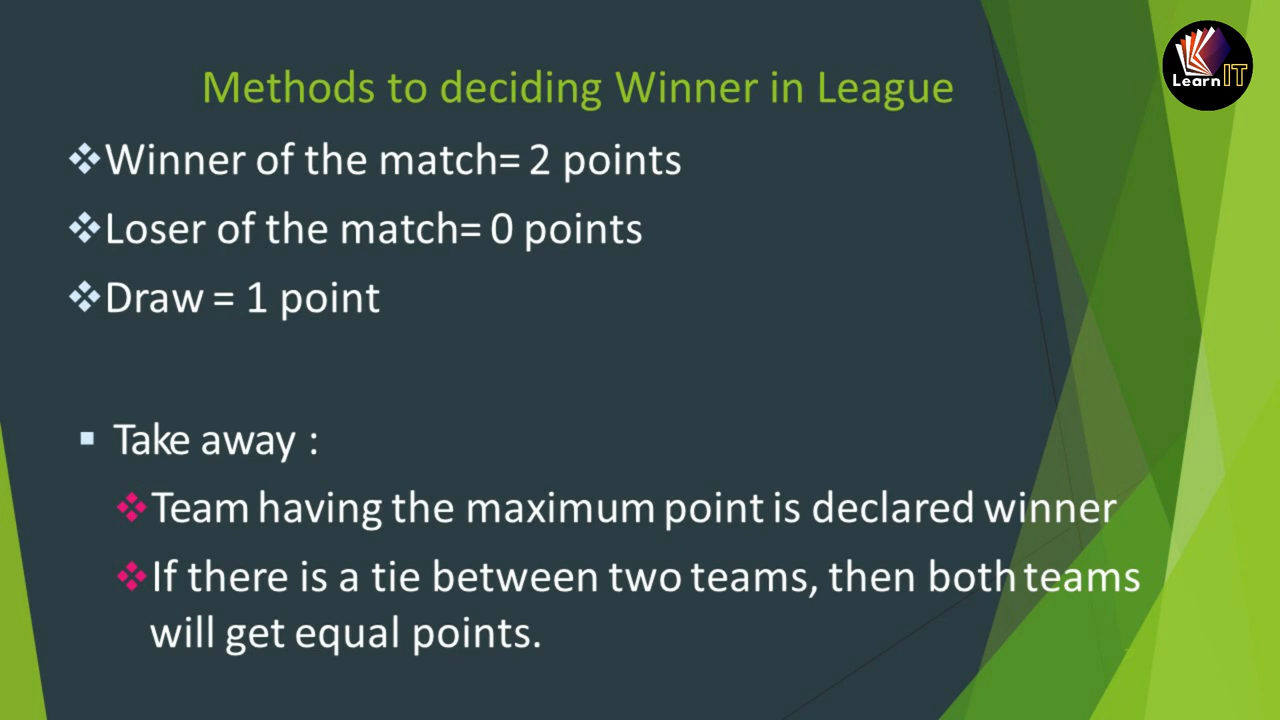 Learn IT
Methods to deciding Winner in League
❖Winner of the match= 2 points
❖Loser of the match= 0 points
❖Draw = 1 point
▪ Take away :
❖Team having the maximum point is declared winner
❖If there is a tie between two teams, then both teams
will get equal points.